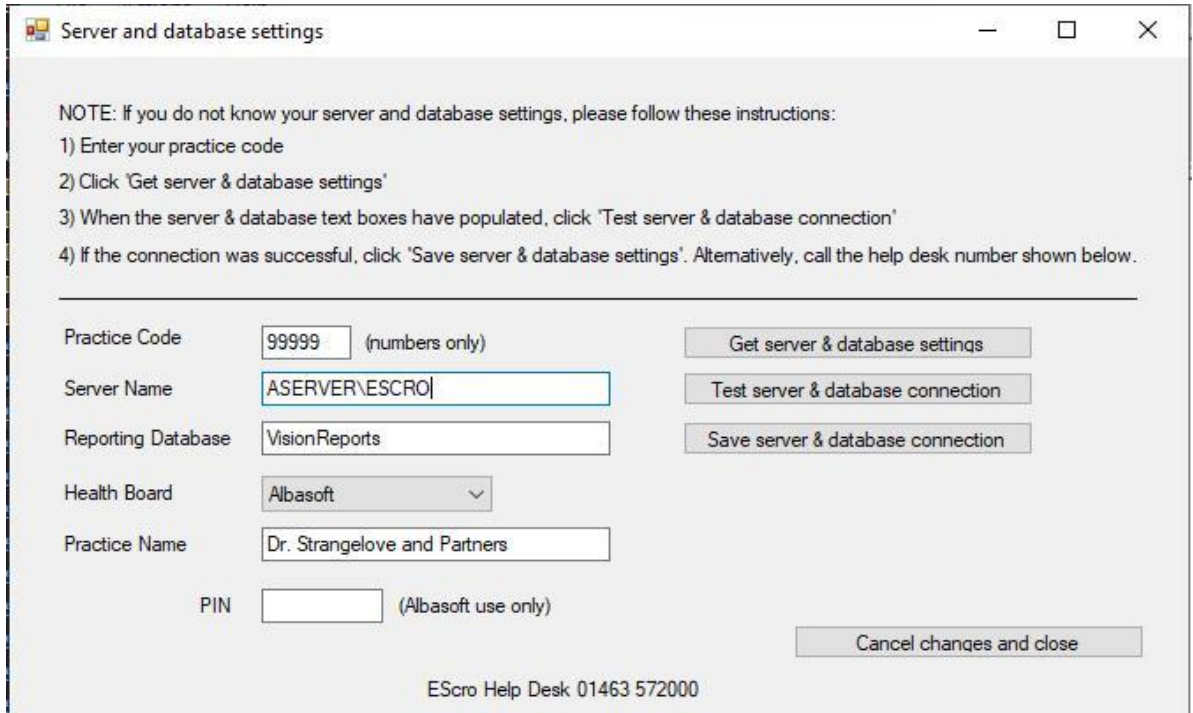 Server and database settings
NOTE: If you do not know your server and database settings, please follow these instructions:
1) Enter your practice code
2) Click 'Get server & database settings'
3) When the server & database text boxes have populated, click 'Test server & database connection'
4) If the connection was successful, click 'Save server & database settings'. Alternatively, call the help desk number shown below.
Practice Code 99999 (numbers only) Get server & database settings
Server Name ASERVER\ESCRO Test server & database connection
Reporting Database VisionReports Save server & database connection
Health Board Albasoft
Practice Name Dr. Strangelove and Partners
PIN (Albasoft use only)
Cancel changes and close
EScro Help Desk 01463 572000